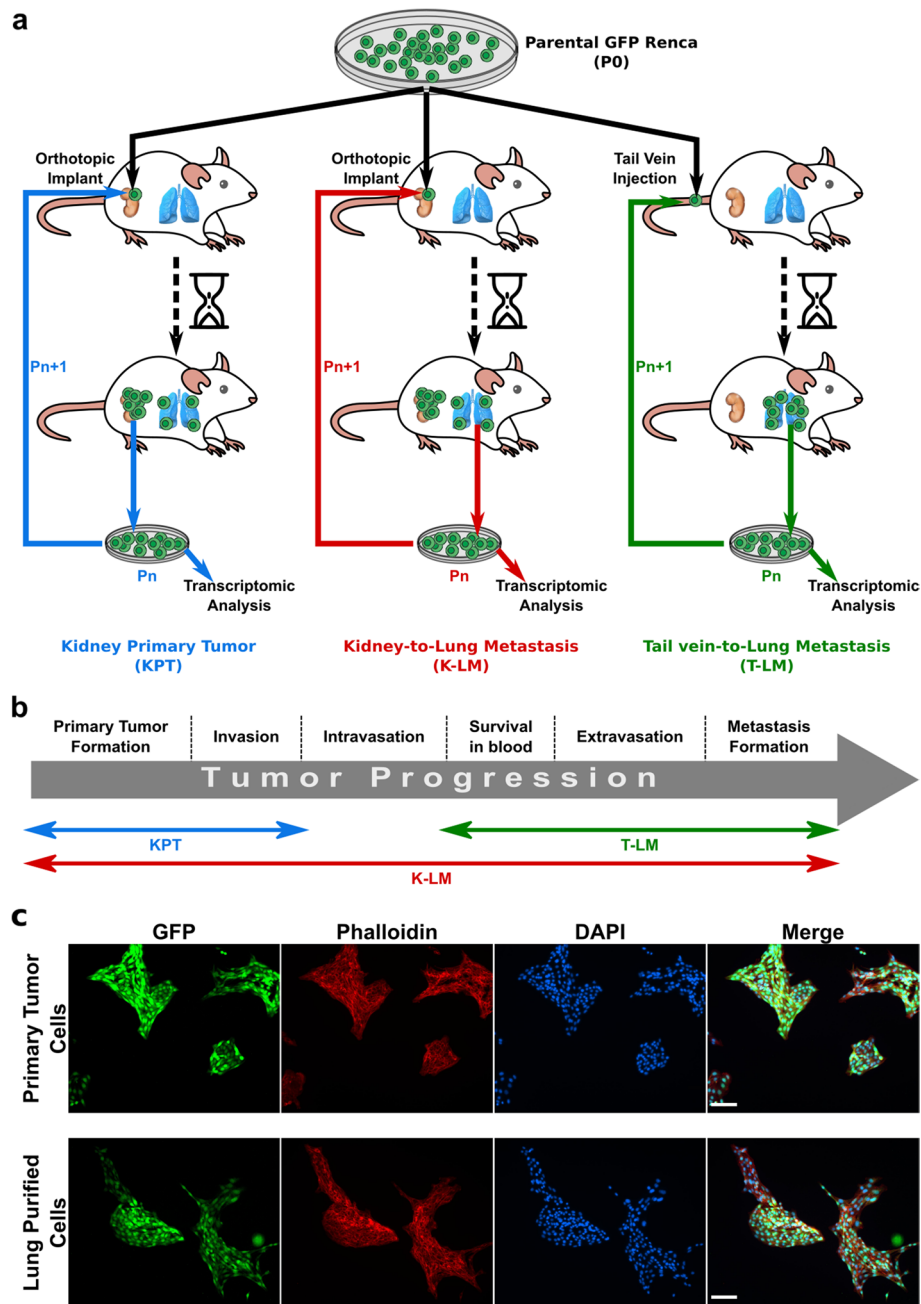 a
Parental GFP Renca
(P0)
Orthotopic
Implant
Orthotopic
Implant
Tail Vein
Injection
Pn+1
Pn+1
Pn+1
Pn
Pn
Pn
Transcriptomic
Analysis
Transcriptomic
Analysis
Transcriptomic
Analysis
Kidney Primary Tumor
(KPT)
Kidney-to-Lung Metastasis
(K-LM)
Tail vein-to-Lung Metastasis
(T-LM)
b
Primary Tumor
Formation
Invasion
Intravasation
Survival
in blood
Extravasation
Metastasis
Formation
Tumor Progression
KPT
T-LM
K-LM
c
GFP
Phalloidin
DAPI
Merge
Primary Tumor
Cells
Lung Purified
Cells